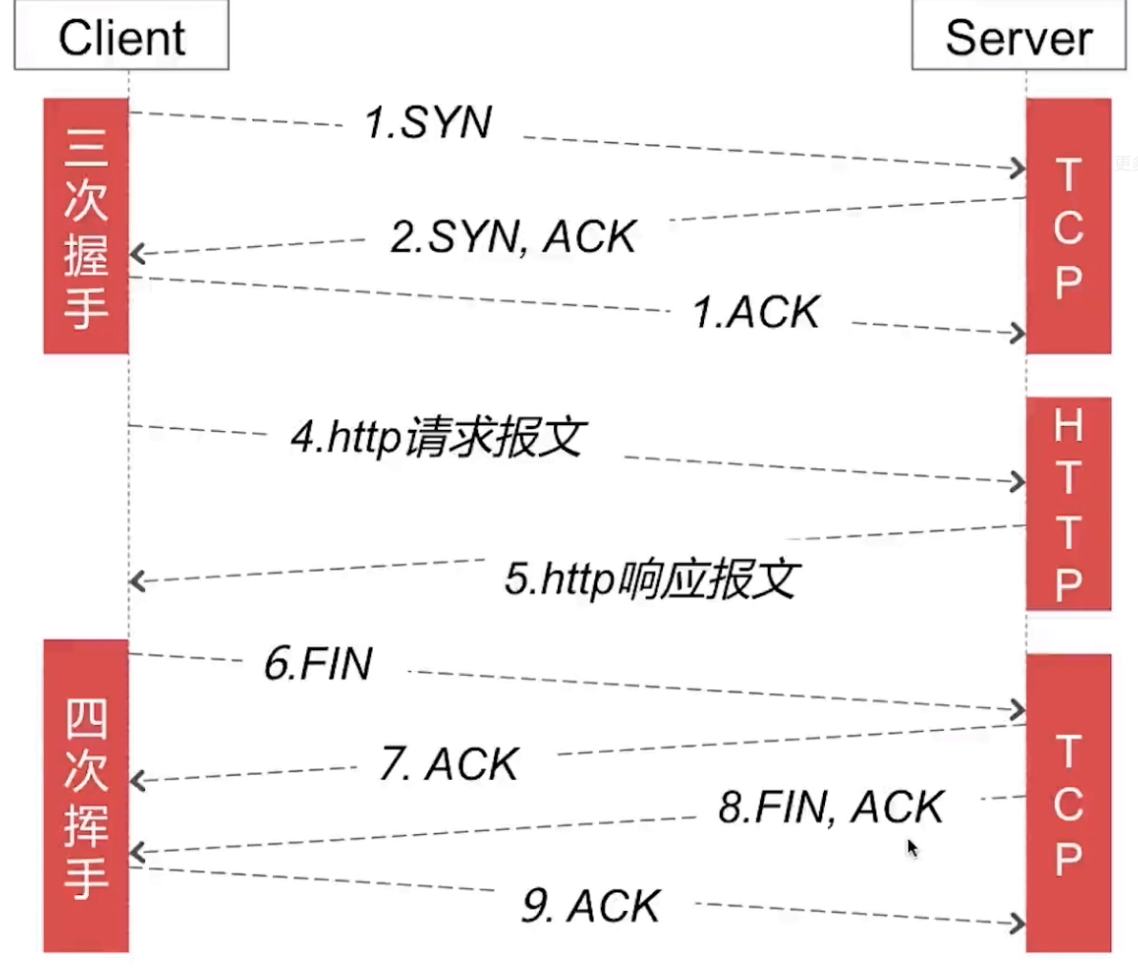 Client
Server
三次握手
TCP
1.SYN
2.SYN, ACK
1.ACK
4.http请求报文
HTTP
5.http响应报文
四次挥手
TCP
6.FIN
7. ACK
8.FIN, ACK
9. ACK